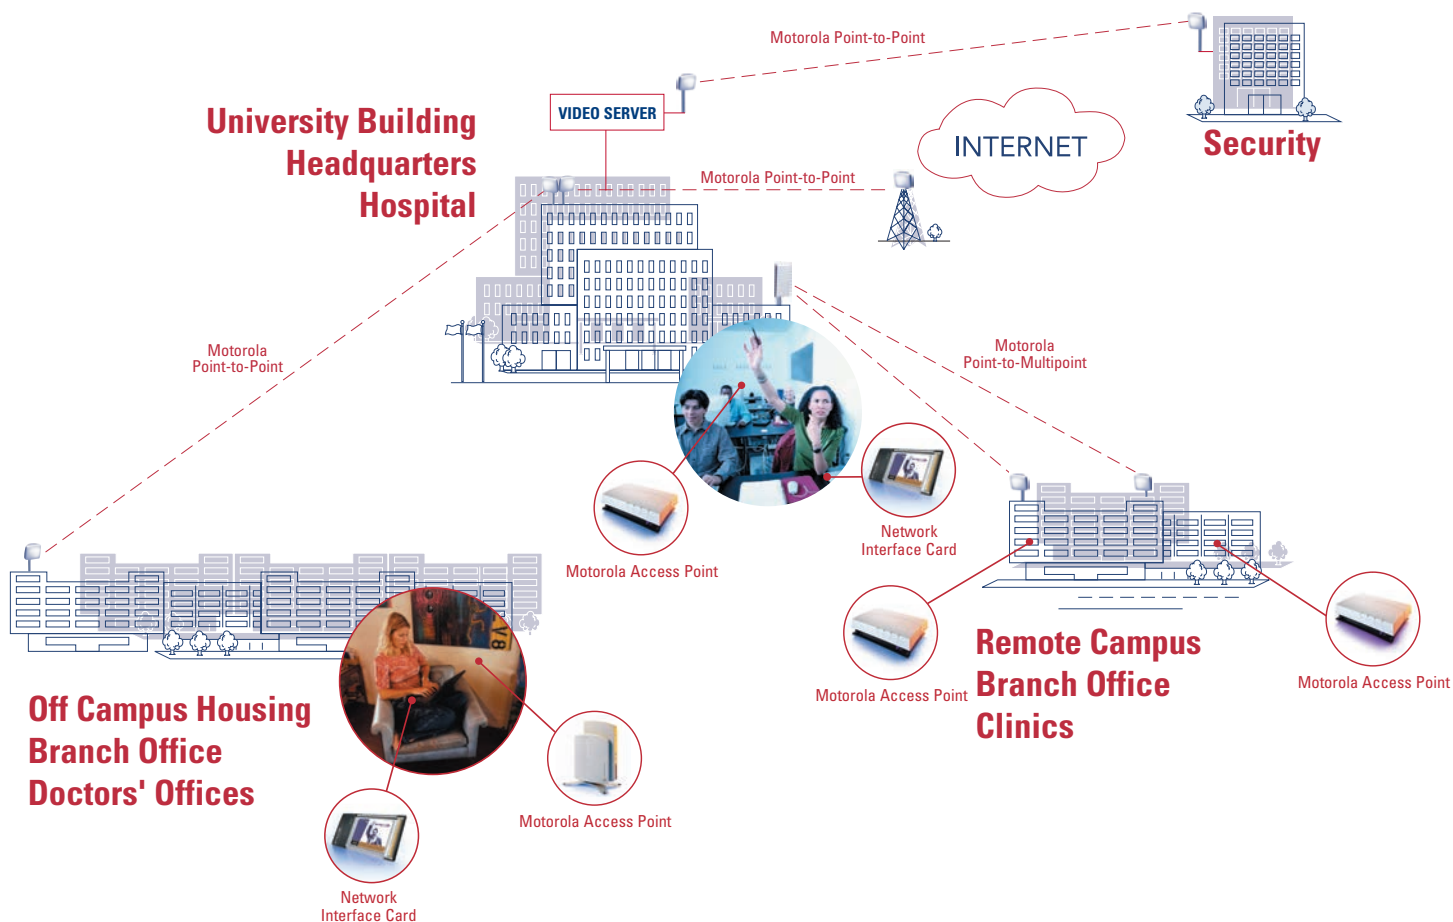 Motorola Point-to-Point
VIDEO SERVER
University Building
Headquarters
Hospital
INTERNET
Security
Motorola Point-to-Point
Motorola
Point-to-Point
Motorola
Point-to-Multipoint
Network
Interface Card
Motorola Access Point
V8
Off Campus Housing
Branch Office
Doctors' Offices
Motorola Access Point
Network
Interface Card
Motorola Access Point
Remote Campus
Branch Office
Clinics
Motorola Access Point